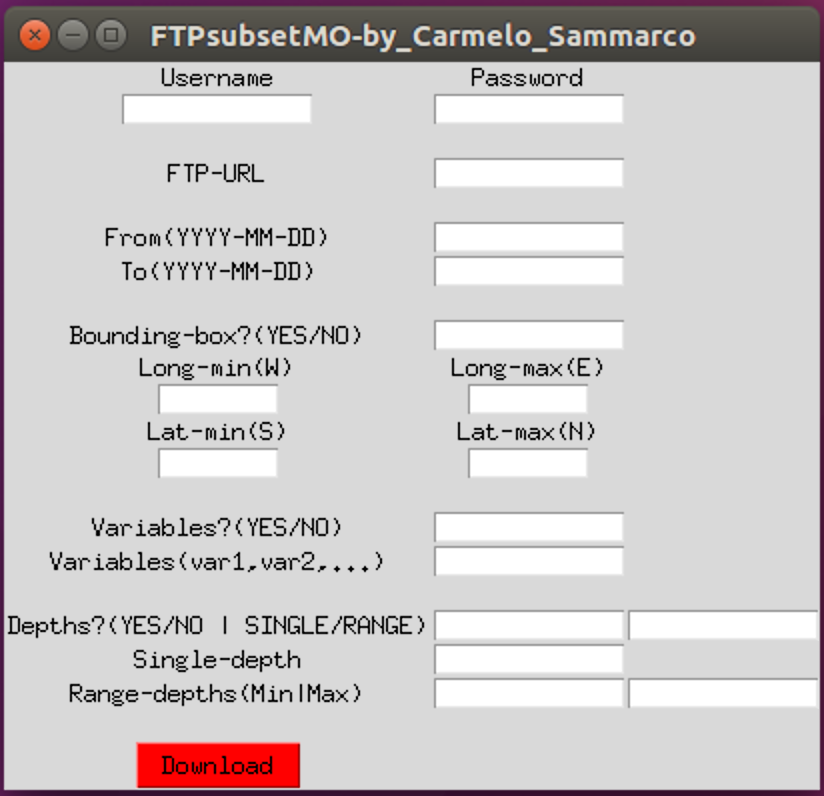 FTPsubsetMO-by_Carmelo_Sammarco
Username Password
FTP-URL
From(YYYY-MM-DD)
To(YYYY-MM-DD)
Bounding-box?(YES/NO)
Long-min(W) Long-max(E)
Lat-min(S) Lat-max(N)
Variables?(YES/NO)
Variables(var1,var2,...)
Depths?(YES/NO | SINGLE/RANGE)
Single-depth
Range-depths(Min|Max)
Download